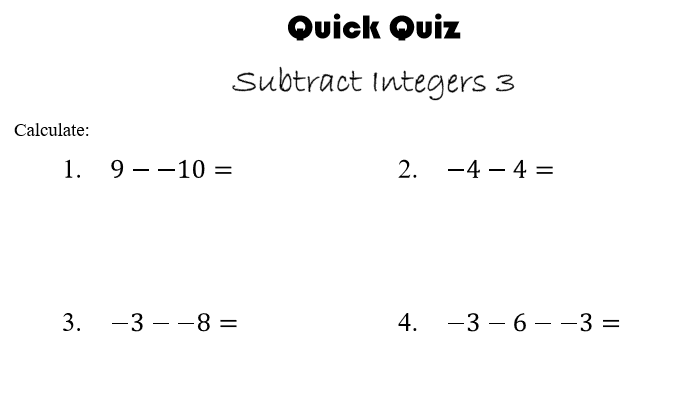 Quick Quiz
Subtract Integers 3
Calculate:
1. 9 − −10 =
2. −4 − 4 =
3. −3 − −8 =
4. −3 − 6 − −3 =